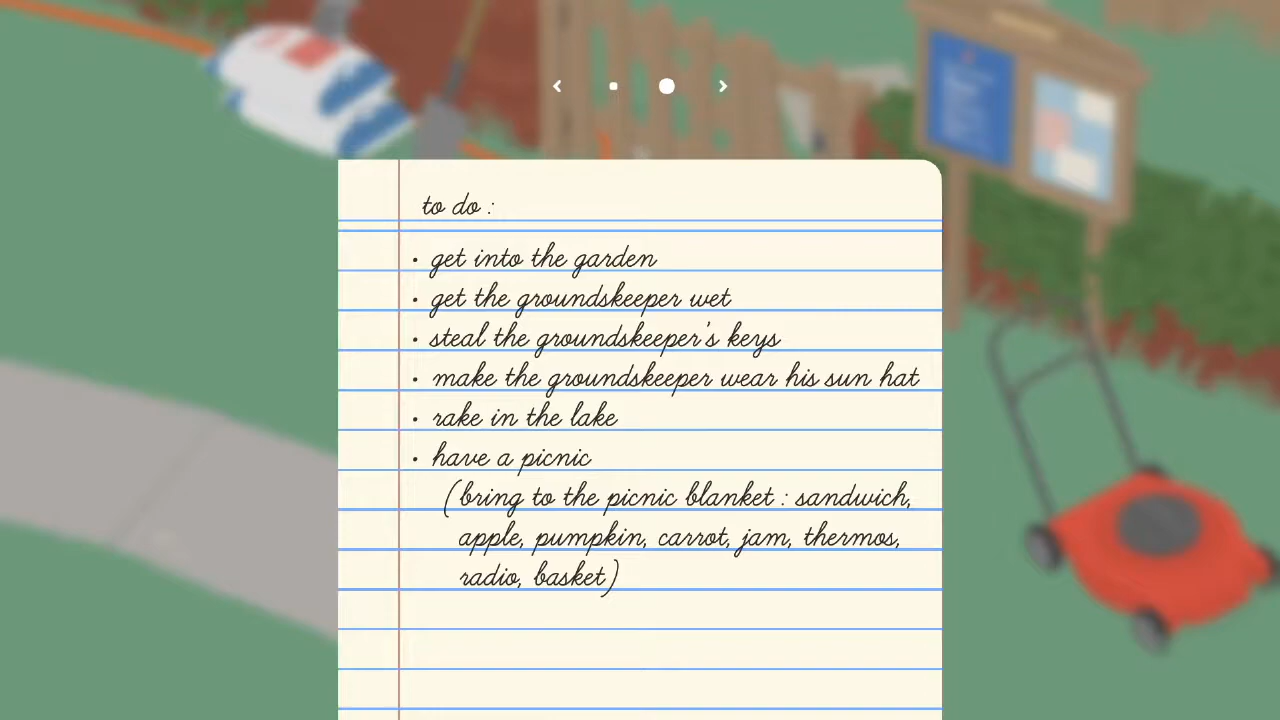 to do :
• get into the garden
• get the groundskeeper wet
• steal the groundskeeper's keys
• make the groundskeeper wear his sun hat
• rake in the lake
• have a picnic
(bring to the picnic blanket : sandwich,
apple, pumpkin, carrot, jam, thermos,
radio, basket)